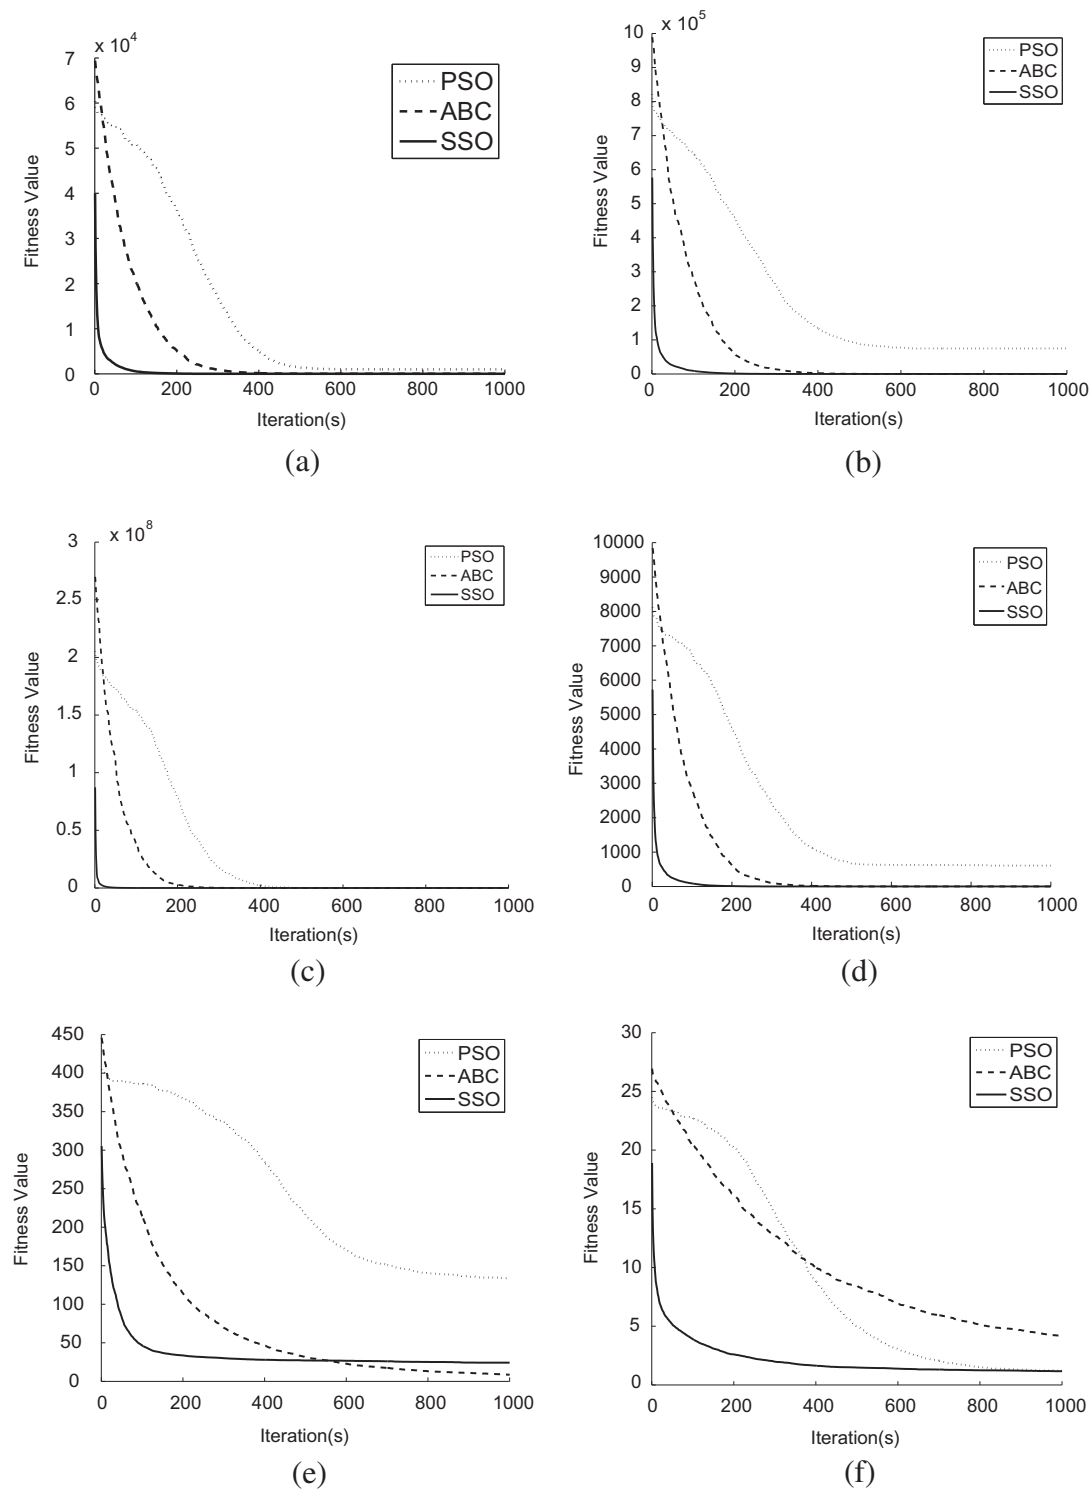 x 10^4
7
6
5
4
3
2
1
0
Fitness Value
PSO
ABC
SSO
0 200 400 600 800 1000
Iteration(s)
(a)
x 10^5
10
9
8
7
6
5
4
3
2
1
0
Fitness Value
PSO
ABC
SSO
0 200 400 600 800 1000
Iteration(s)
(b)
x 10^8
3
2.5
2
1.5
1
0.5
0
Fitness Value
PSO
ABC
SSO
0 200 400 600 800 1000
Iteration(s)
(c)
10000
9000
8000
7000
6000
5000
4000
3000
2000
1000
0
Fitness Value
PSO
ABC
SSO
0 200 400 600 800 1000
Iteration(s)
(d)
450
400
350
300
250
200
150
100
50
0
Fitness Value
PSO
ABC
SSO
0 200 400 600 800 1000
Iteration(s)
(e)
30
25
20
15
10
5
0
Fitness Value
PSO
ABC
SSO
0 200 400 600 800 1000
Iteration(s)
(f)